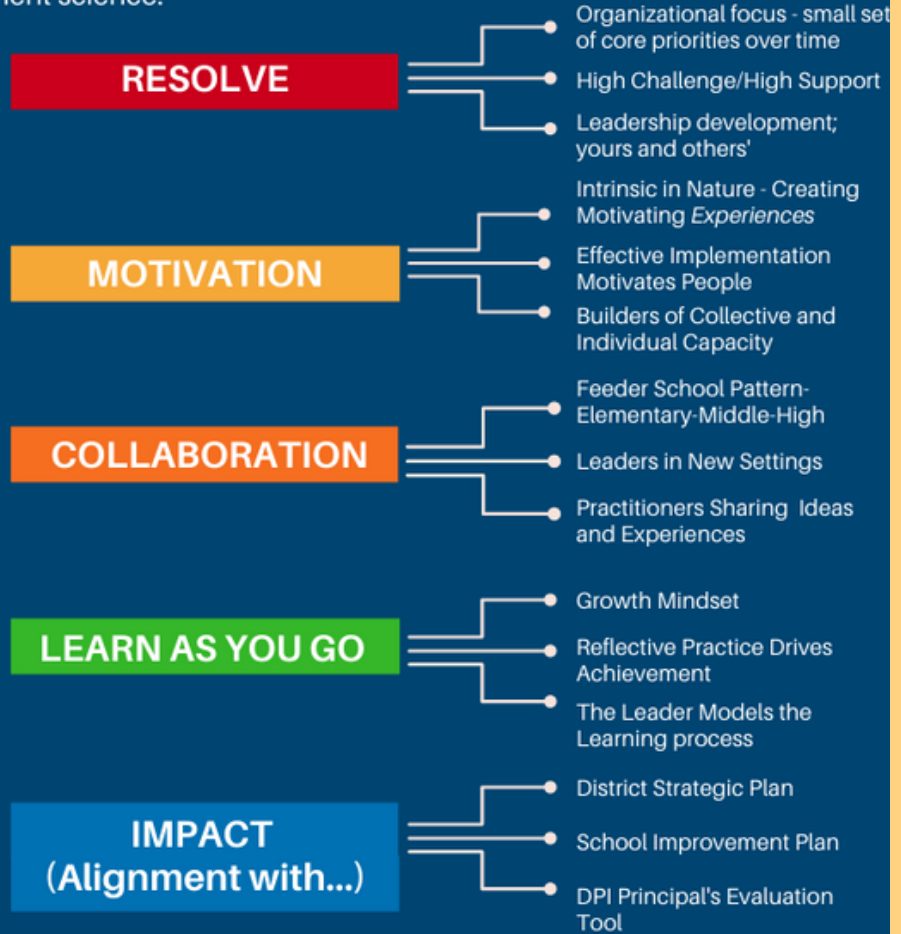 science.
RESOLVE
Organizational focus - small set
of core priorities over time
High Challenge/High Support
Leadership development;
yours and others'
MOTIVATION
Intrinsic in Nature - Creating
Motivating Experiences
Effective Implementation
Motivates People
Builders of Collective and
Individual Capacity
COLLABORATION
Feeder School Pattern-
Elementary-Middle-High
Leaders in New Settings
Practitioners Sharing Ideas
and Experiences
LEARN AS YOU GO
Growth Mindset
Reflective Practice Drives
Achievement
The Leader Models the
Learning process
IMPACT
(Alignment with...)
District Strategic Plan
School Improvement Plan
DPI Principal's Evaluation
Tool